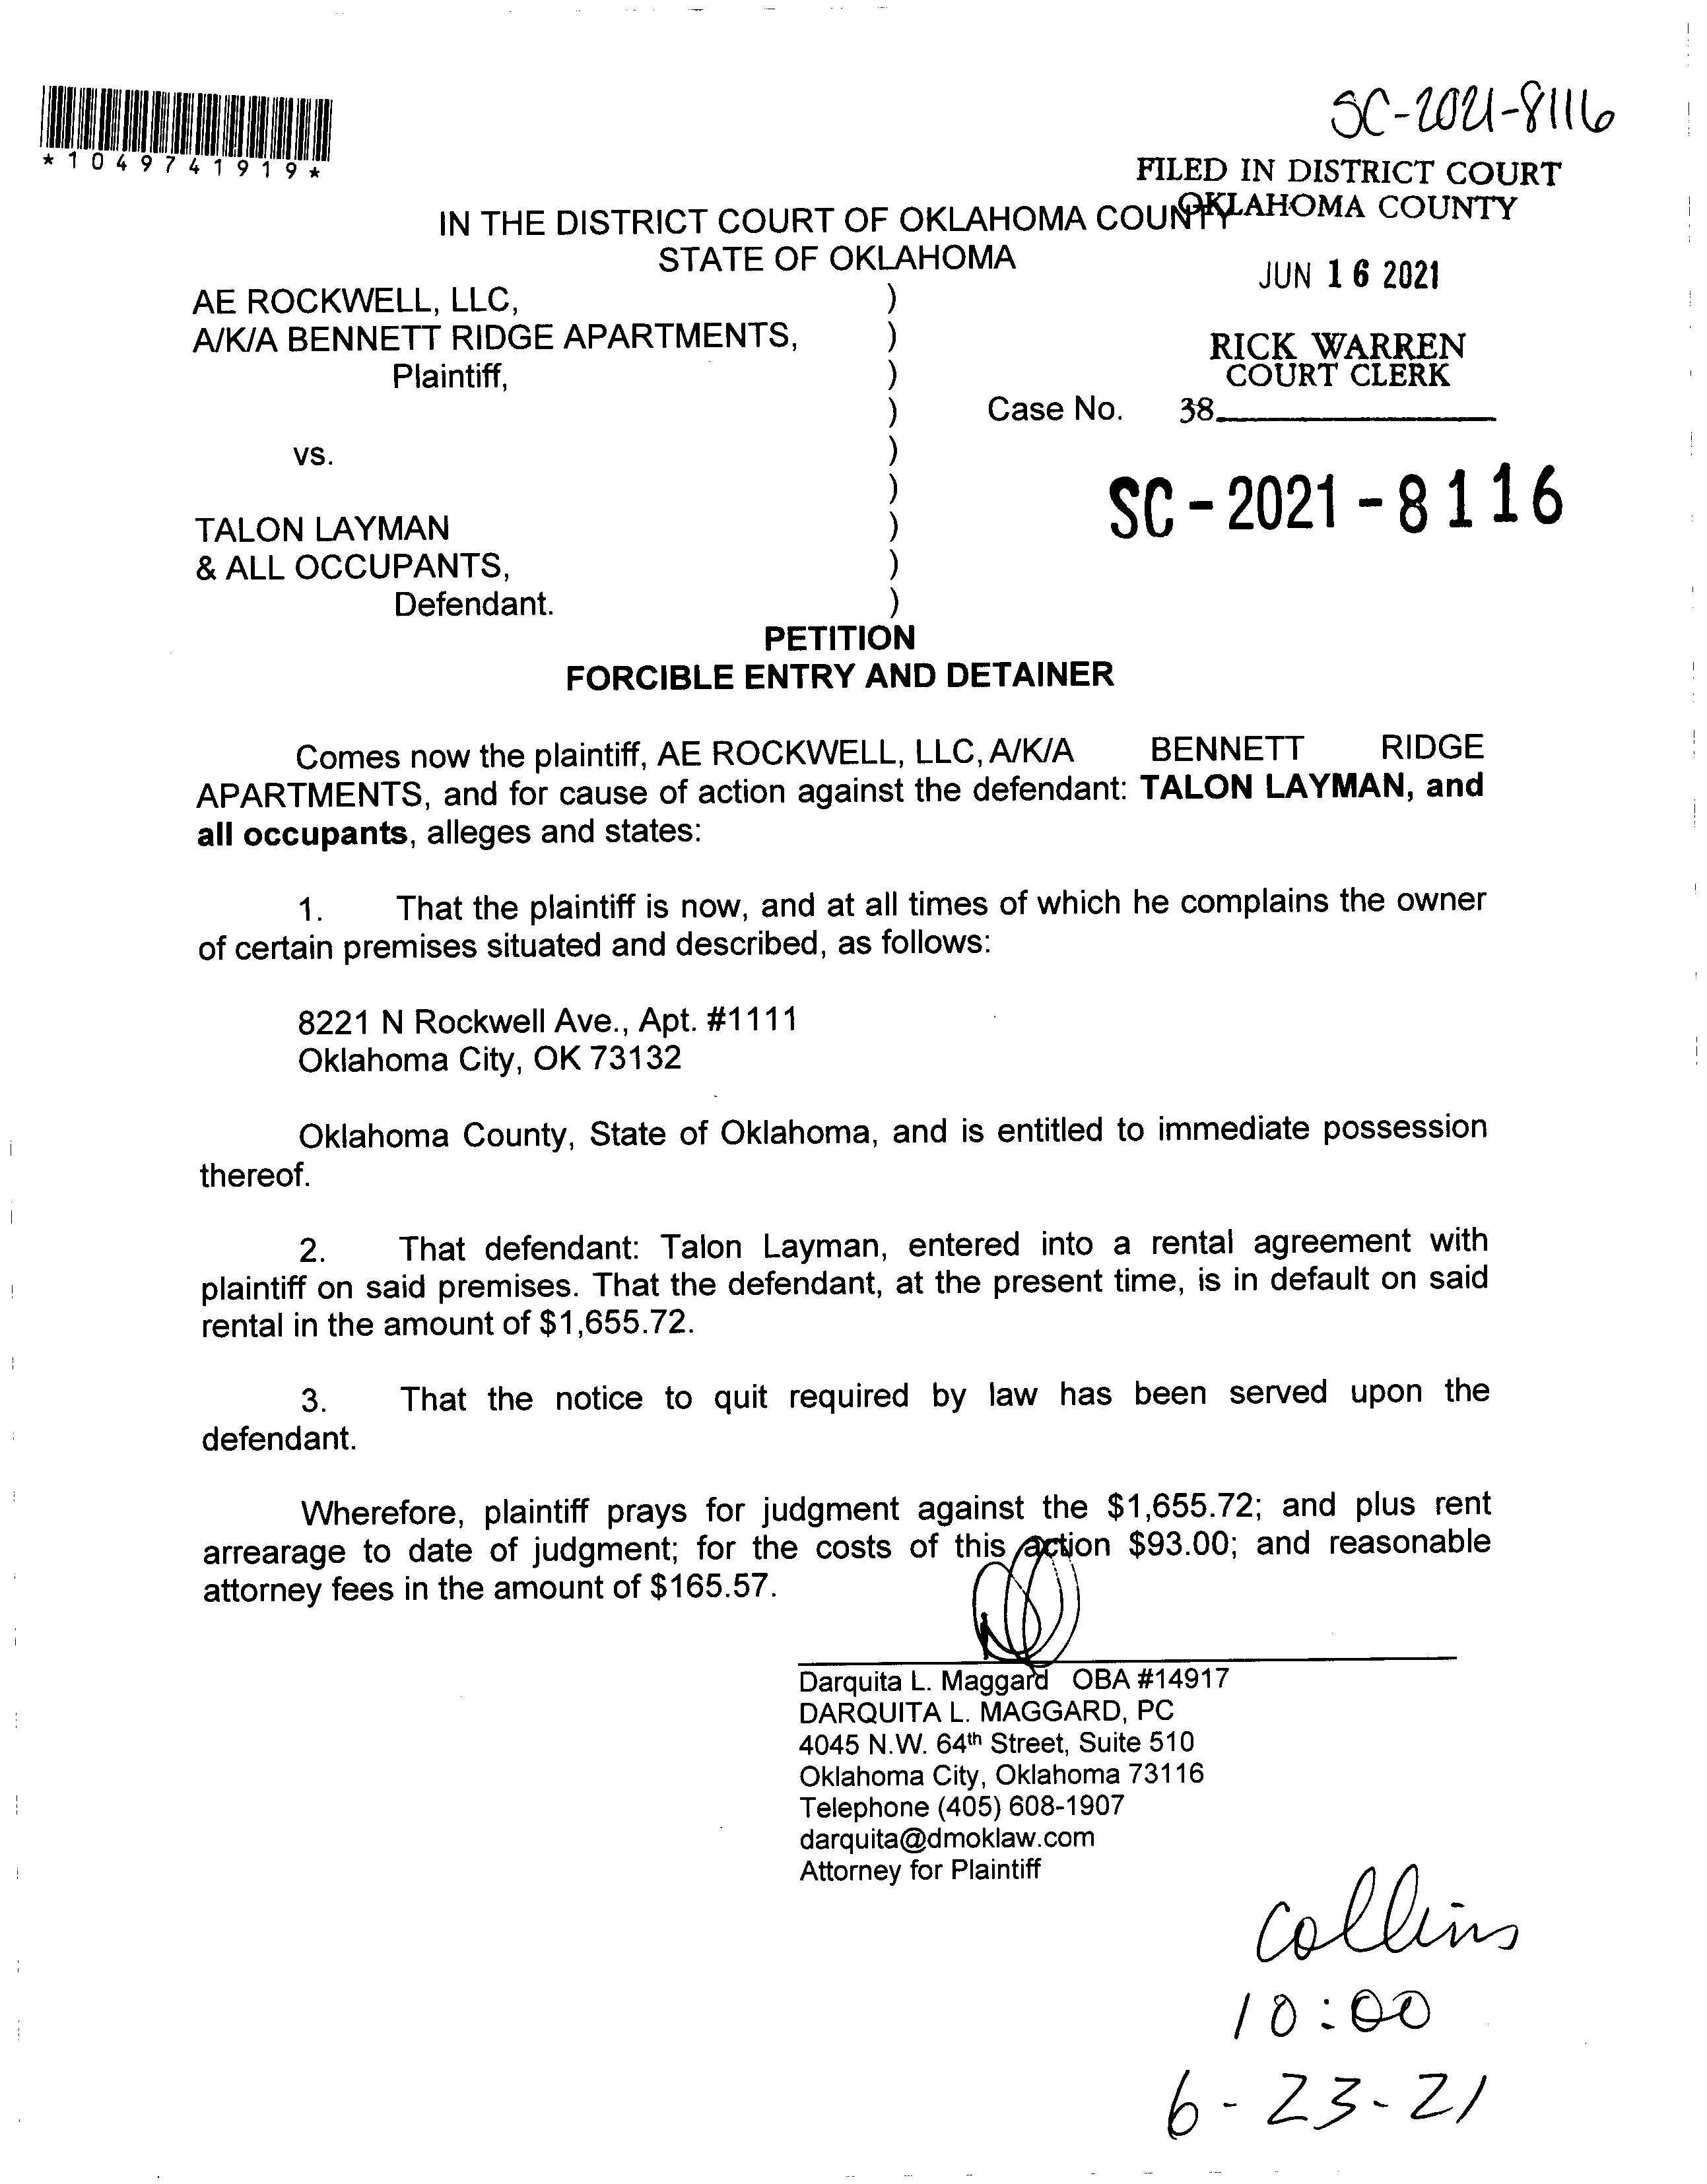 SC-2021-8116
*1049741919*
FILED IN DISTRICT COURT
OKLAHOMA COUNTY
IN THE DISTRICT COURT OF OKLAHOMA COUNTY
STATE OF OKLAHOMA
JUN 16 2021
AE ROCKWELL, LLC, )
A/K/A BENNETT RIDGE APARTMENTS, )
RICK WARREN
COURT CLERK
Plaintiff, )
) Case No. 38
vs. )
)
SC-2021-8116
TALON LAYMAN )
& ALL OCCUPANTS, )
Defendant. )
PETITION
FORCIBLE ENTRY AND DETAINER
Comes now the plaintiff, AE ROCKWELL, LLC, A/K/A BENNETT RIDGE
APARTMENTS, and for cause of action against the defendant: TALON LAYMAN, and
all occupants, alleges and states:
1. That the plaintiff is now, and at all times of which he complains the owner
of certain premises situated and described, as follows:
8221 N Rockwell Ave., Apt. #1111
Oklahoma City, OK 73132
Oklahoma County, State of Oklahoma, and is entitled to immediate possession
thereof.
2. That defendant: Talon Layman, entered into a rental agreement with
plaintiff on said premises. That the defendant, at the present time, is in default on said
rental in the amount of $1,655.72.
3. That the notice to quit required by law has been served upon the
defendant.
Wherefore, plaintiff prays for judgment against the $1,655.72; and plus rent
arrearage to date of judgment; for the costs of this action $93.00; and reasonable
attorney fees in the amount of $165.57.
Darquita L. Maggard OBA #14917
DARQUITA L. MAGGARD, PC
4045 N.W. 64th Street, Suite 510
Oklahoma City, Oklahoma 73116
Telephone (405) 608-1907
darquita@dmoklaw.com
Attorney for Plaintiff
Collins
10:00
6-23-21